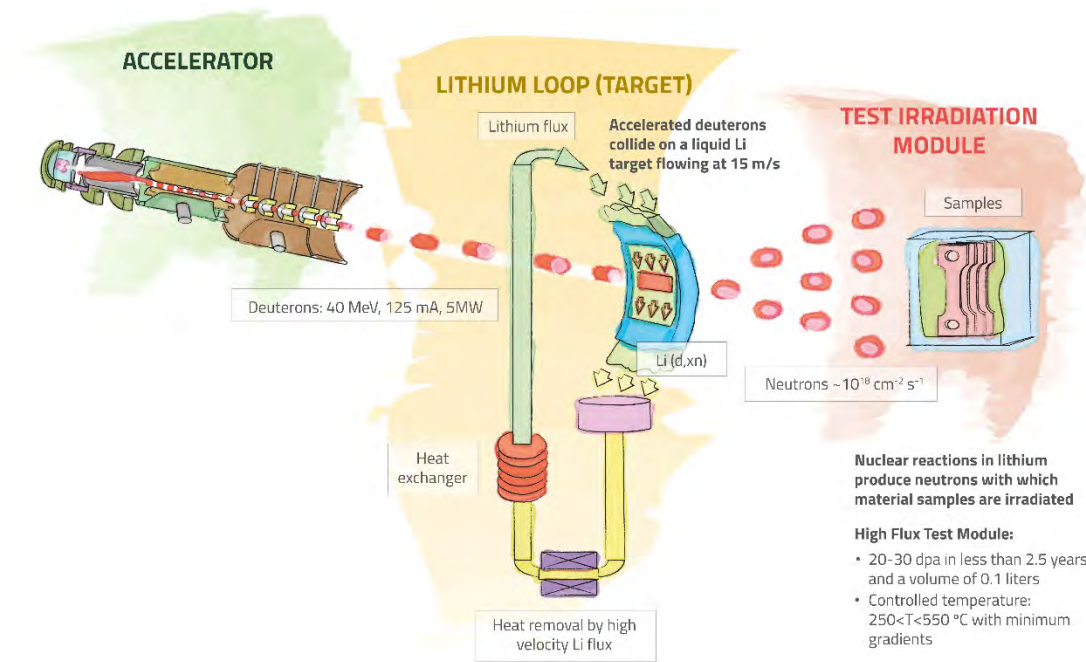 ACCELERATOR
LITHIUM LOOP (TARGET)
Lithium flux
Accelerated deuterons
collide on a liquid Li
target flowing at 15 m/s
TEST IRRADIATION
MODULE
Samples
Deuterons: 40 MeV, 125 mA, 5MW
Li (d,xn)
Neutrons ~10¹⁸ cm⁻² s⁻¹
Heat
exchanger
Heat removal by high
velocity Li flux
Nuclear reactions in lithium
produce neutrons with which
material samples are irradiated
High Flux Test Module:
• 20-30 dpa in less than 2.5 years
and a volume of 0.1 liters
• Controlled temperature:
250<T<550 ºC with minimum
gradients